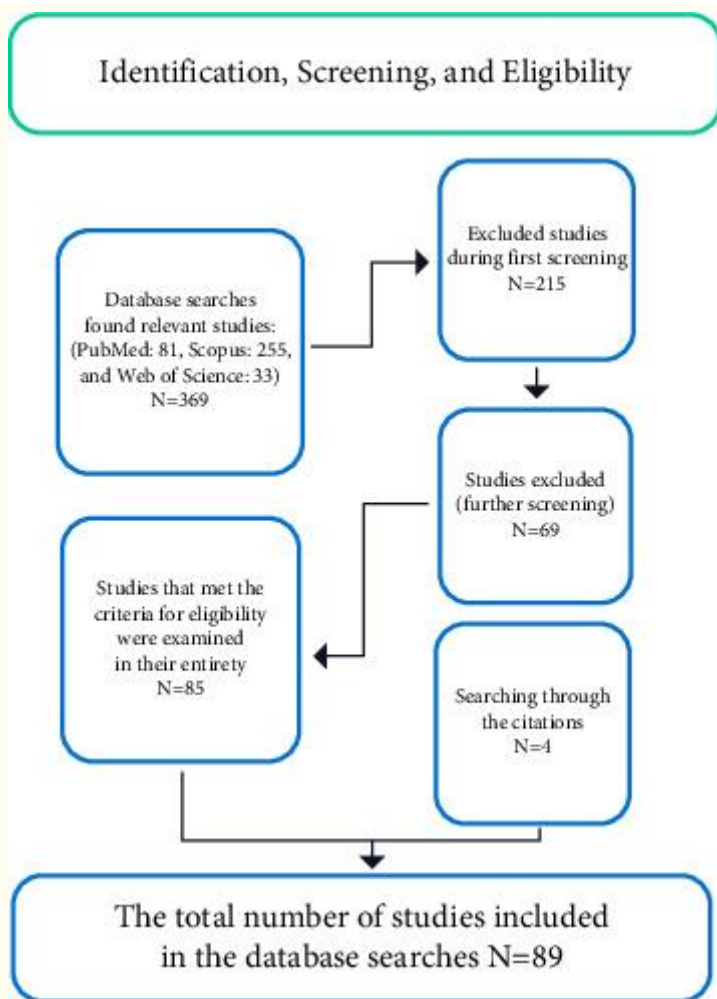 Identification, Screening, and Eligibility
Database searches
found relevant studies:
(PubMed: 81, Scopus: 255,
and Web of Science: 33)
N=369
Excluded studies
during first screening
N=215
Studies excluded
(further screening)
N=69
Studies that met the
criteria for eligibility
were examined
in their entirety
N=85
Searching through
the citations
N=4
The total number of studies included
in the database searches N=89